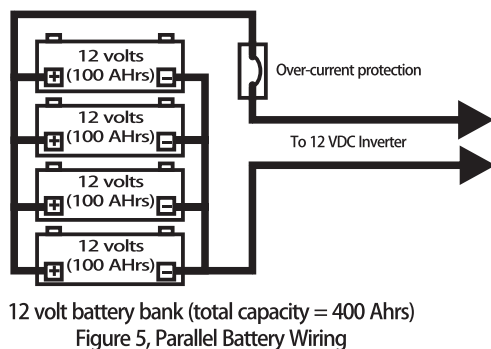 12 volts
(100 AHrs)
+ −
12 volts
(100 AHrs)
+ −
12 volts
(100 AHrs)
+ −
12 volts
(100 AHrs)
+ −
Over-current protection
To 12 VDC Inverter
12 volt battery bank (total capacity = 400 Ahrs)
Figure 5, Parallel Battery Wiring